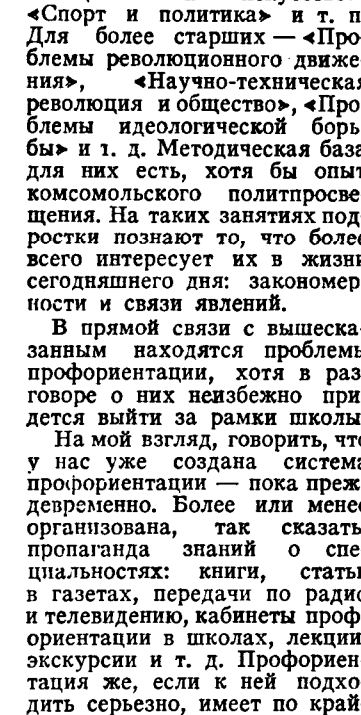 «Спорт и политика» и т. п
Для более старших — «Про
блемы революционного движе
ния», «Научно-техническая
революция и общество», «Про
блемы идеологической борь
бы» и т. д. Методическая база
для них есть, хотя бы опыт
комсомольского политпросве
щения. На таких занятиях под
ростки познают то, что более
всего интересует их в жизни
сегодняшнего дня: закономер
ности и связи явлений.
В прямой связи с вышеска
занным находятся проблемы
профориентации, хотя в раз
говоре о них неизбежно при
дется выйти за рамки школы
На мой взгляд, говорить, что
у нас уже создана система
профориентации — пока преж
девременно. Более или менее
организована, так сказать
пропаганда знаний о спе
циальностях: книги, статьи
в газетах, передачи по радио
и телевидению, кабинеты проф
ориентации в школах, лекции
экскурсии и т. д. Профориен
тация же, если к ней подхо
дить серьезно, имеет по край